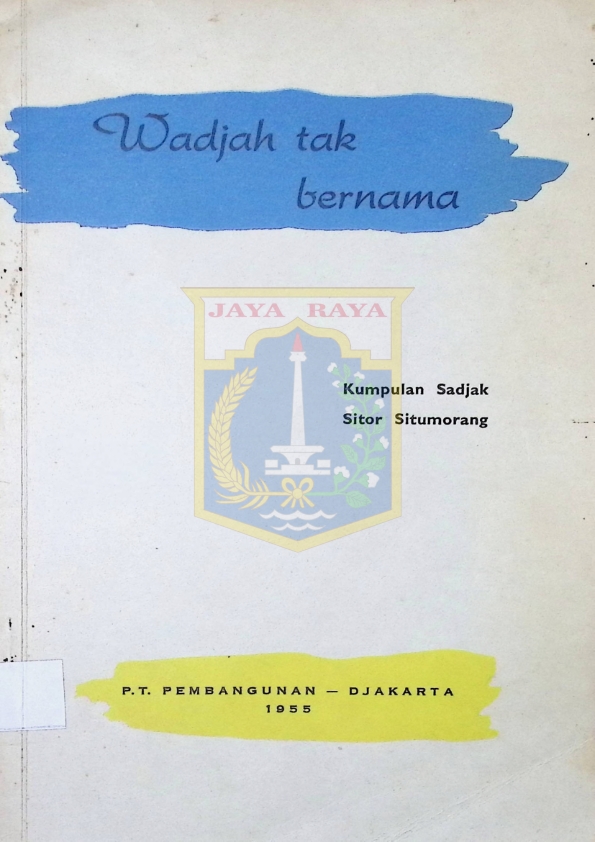 Wadjah tak
bernama
JAYA RAYA
Kumpulan Sadjak
Sitor Situmorang
P.T. PEMBANGUNAN — DJAKARTA
1955